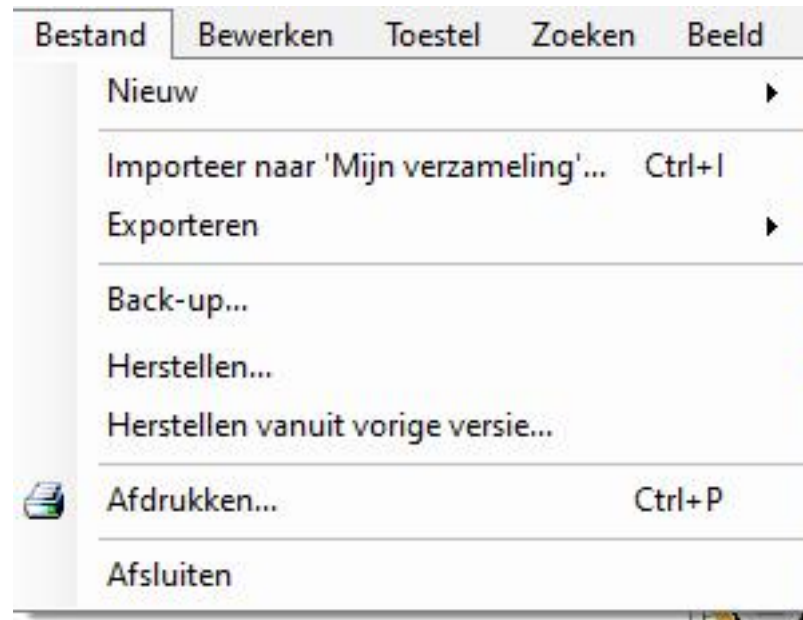 Bestand Bewerken Toestel Zoeken Beeld
Nieuw
Importeer naar 'Mijn verzameling'... Ctrl+I
Exporteren
Back-up...
Herstellen...
Herstellen vanuit vorige versie...
Afdrukken... Ctrl+P
Afsluiten